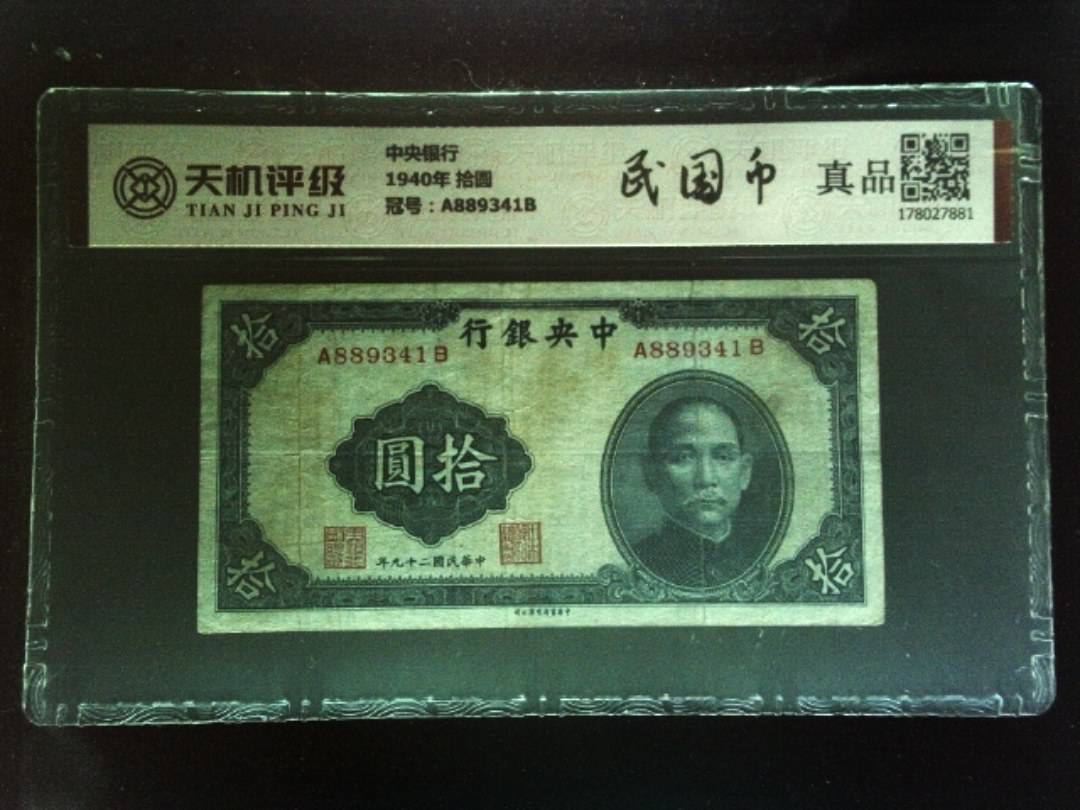 天机评级
TIAN JI PING JI
中央银行
1940年 拾圆
冠号：A889341B
民国币
真品
178027881
拾
行銀央中
拾
A889341B
A889341B
圓拾
年九十二國民華中
拾
拾